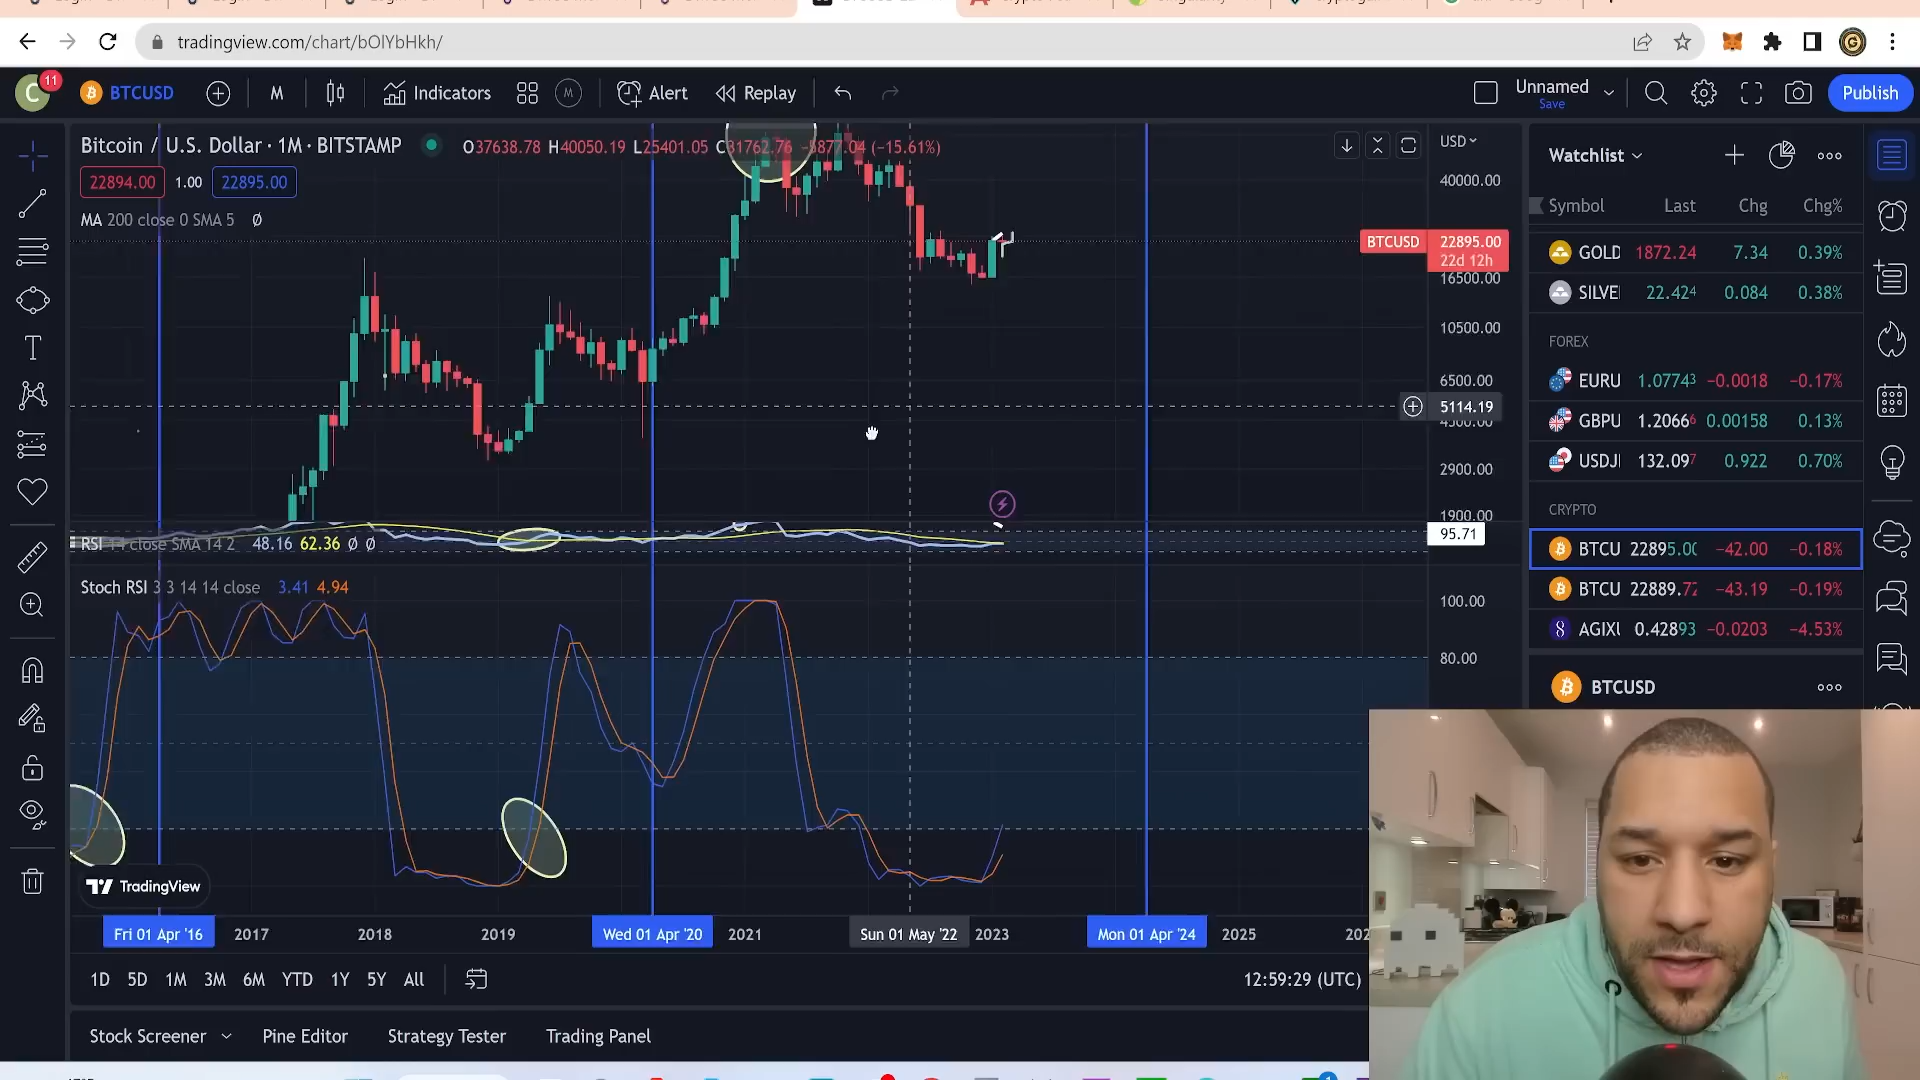 tradingview.com/chart/bOlYbHkh/
C 11 BTCUSD M Indicators M Alert Replay Unnamed Save Publish
Bitcoin / U.S. Dollar · 1M · BITSTAMP O37638.78 H40050.19 L25401.05 C31762.76 −5877.04 (−15.61%) USD
22894.00 1.00 22895.00
MA 200 close 0 SMA 5 Ø
40000.00
BTCUSD 22895.00
22d 12h
16500.00
10500.00
6500.00
5114.19
4500.00
2900.00
1900.00
95.71
RSI 14 close SMA 14 2 48.16 62.36 Ø Ø
Stoch RSI 3 3 14 14 close 3.41 4.94
100.00
80.00
TradingView
Fri 01 Apr '16 2017 2018 2019 Wed 01 Apr '20 2021 Sun 01 May '22 2023 Mon 01 Apr '24 2025
1D 5D 1M 3M 6M YTD 1Y 5Y All 12:59:29 (UTC)
Stock Screener Pine Editor Strategy Tester Trading Panel
Watchlist
Symbol Last Chg Chg%
GOLD 1872.24 7.34 0.39%
SILVE 22.424 0.084 0.38%
FOREX
EURU 1.07743 −0.0018 −0.17%
GBPU 1.20666 0.00158 0.13%
USDJ 132.097 0.922 0.70%
CRYPTO
BTCU 22895.00 −42.00 −0.18%
BTCU 22889.72 −43.19 −0.19%
AGIXU 0.42893 −0.0203 −4.53%
BTCUSD